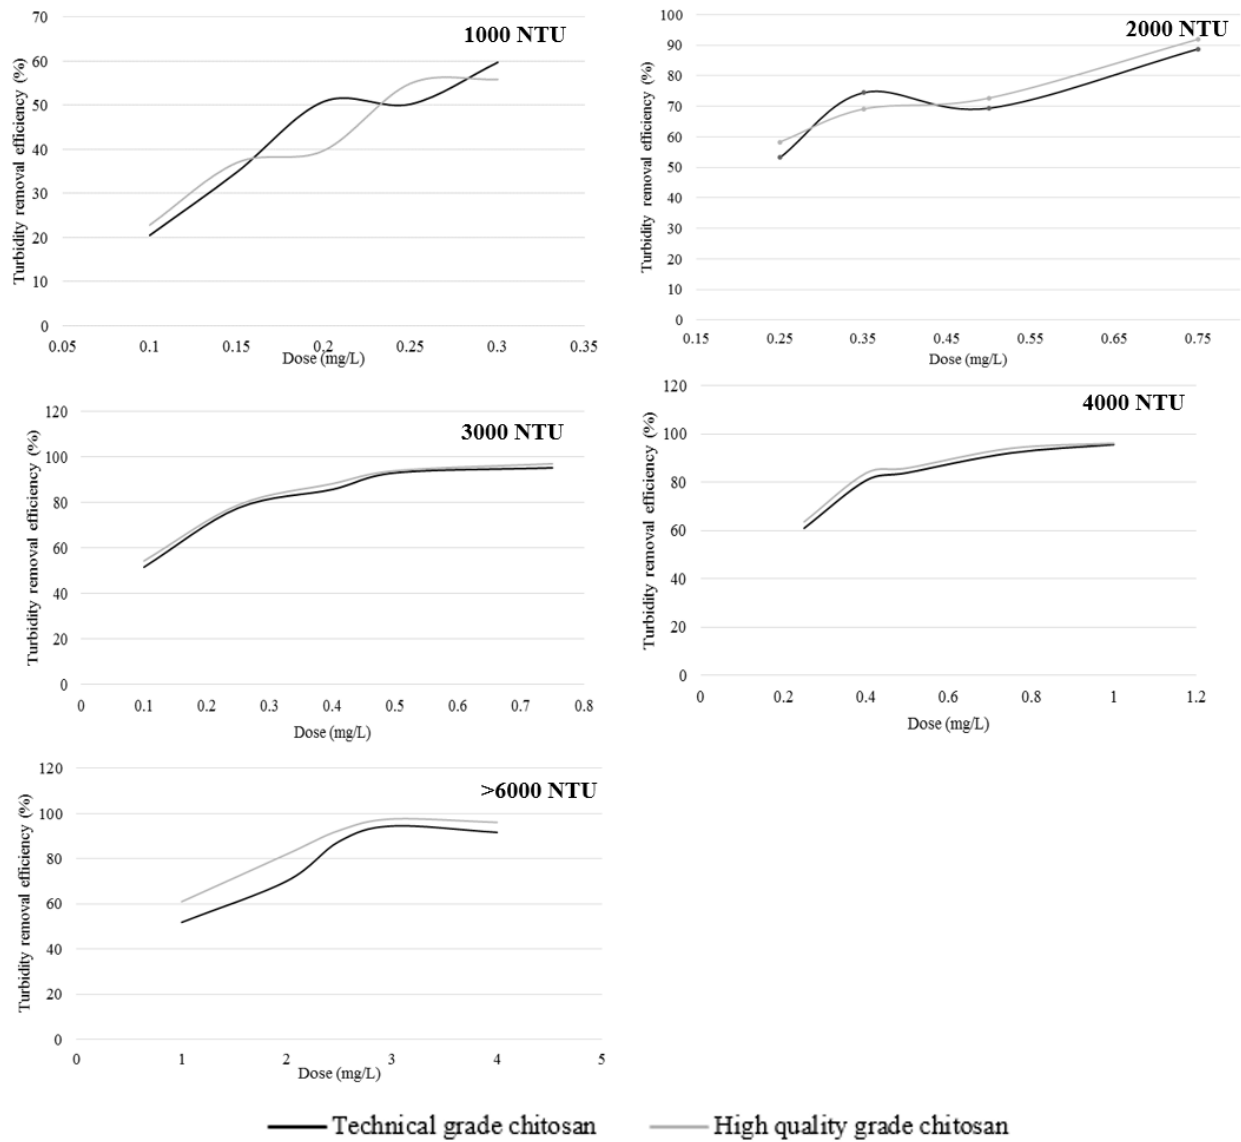 1000 NTU
Turbidity removal efficiency (%)
70
60
50
40
30
20
10
0
0.05 0.1 0.15 0.2 0.25 0.3 0.35
Dose (mg/L)
2000 NTU
Turbidity removal efficiency (%)
100
90
80
70
60
50
40
30
20
10
0
0.15 0.25 0.35 0.45 0.55 0.65 0.75
Dose (mg/L)
3000 NTU
Turbidity removal efficiency (%)
120
100
80
60
40
20
0
0 0.1 0.2 0.3 0.4 0.5 0.6 0.7 0.8
Dose (mg/L)
4000 NTU
Turbidity removal efficiency (%)
120
100
80
60
40
20
0
0 0.2 0.4 0.6 0.8 1 1.2
Dose (mg/L)
>6000 NTU
Turbidity removal efficiency (%)
120
100
80
60
40
20
0
0 1 2 3 4 5
Dose (mg/L)
Technical grade chitosan High quality grade chitosan